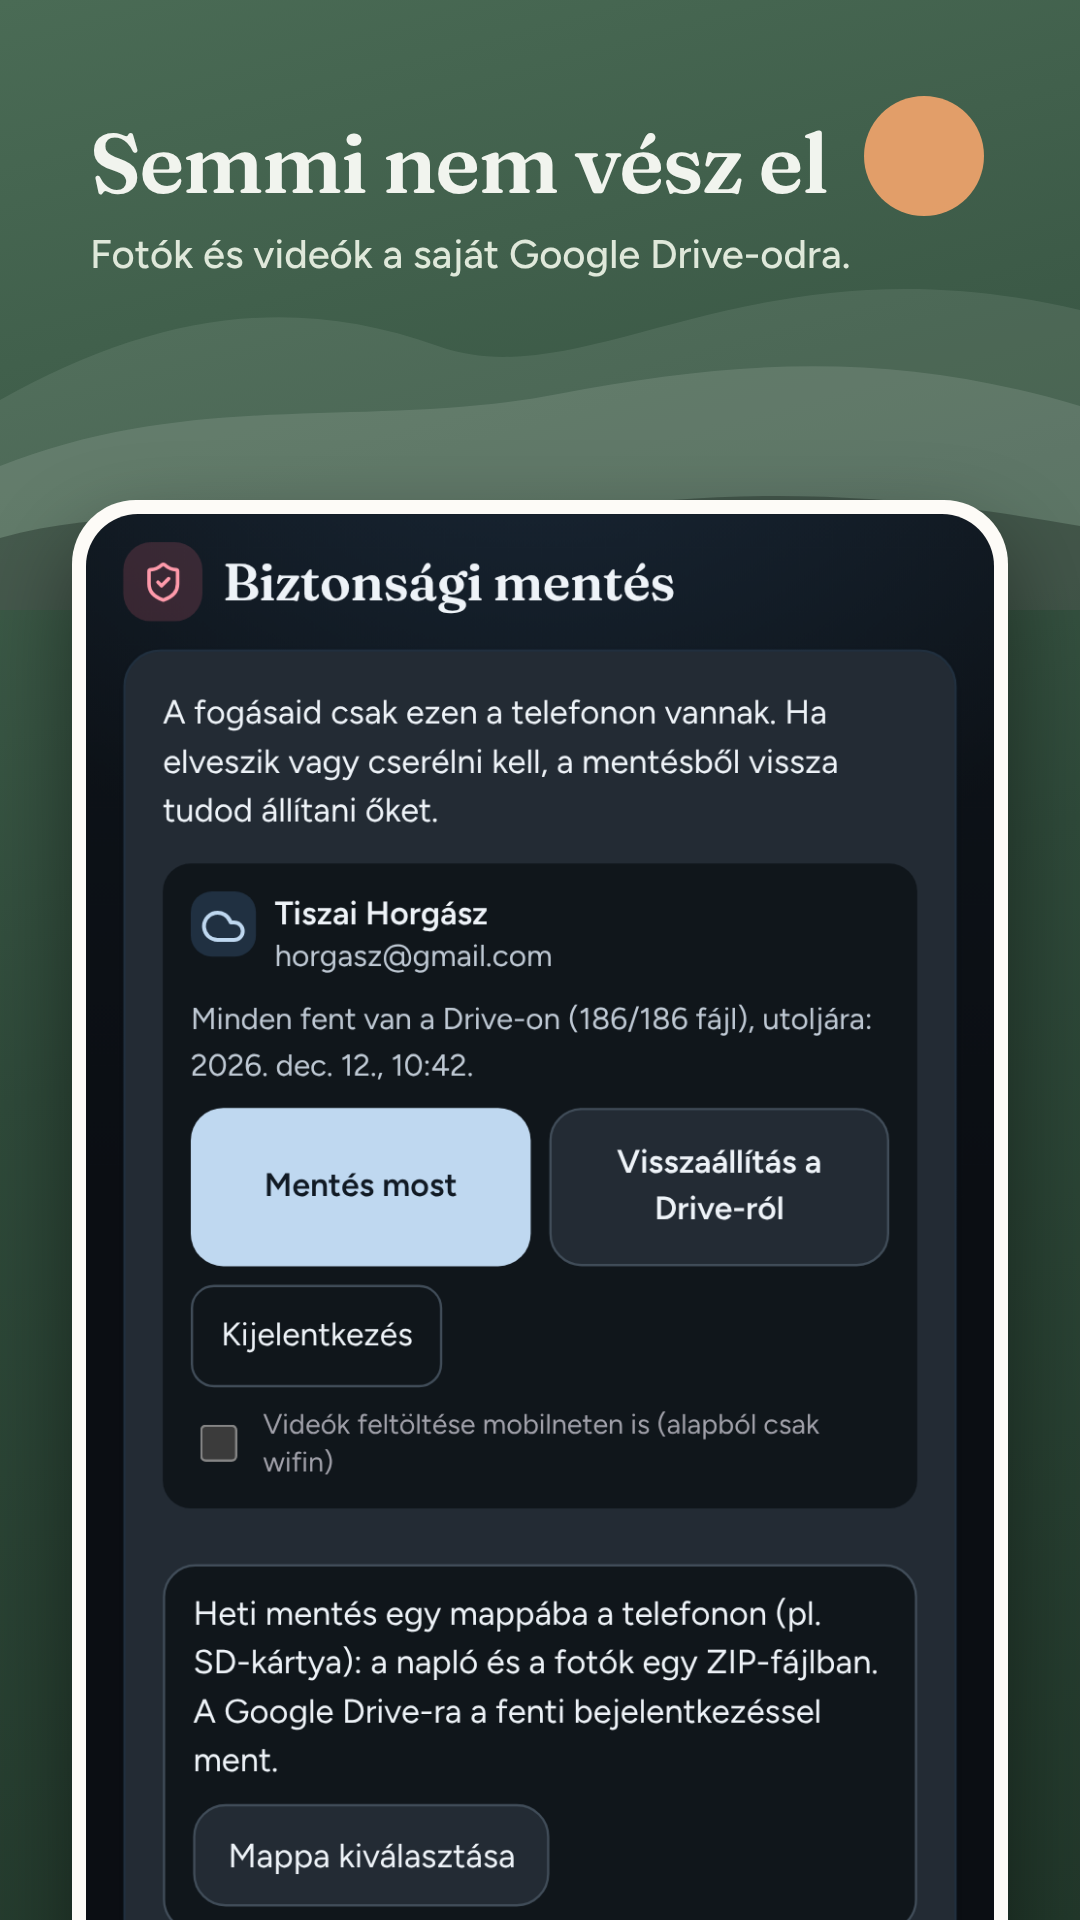 Semmi nem vész el
Fotók és videók a saját Google Drive-odra.
Biztonsági mentés
A fogásaid csak ezen a telefonon vannak. Ha
elveszik vagy cserélni kell, a mentésből vissza
tudod állítani őket.
Tiszai Horgász
horgasz@gmail.com
Minden fent van a Drive-on (186/186 fájl), utoljára:
2026. dec. 12., 10:42.
Mentés most
Visszaállítás a
Drive-ról
Kijelentkezés
Videók feltöltése mobilneten is (alapból csak
wifin)
Heti mentés egy mappába a telefonon (pl.
SD-kártya): a napló és a fotók egy ZIP-fájlban.
A Google Drive-ra a fenti bejelentkezéssel
ment.
Mappa kiválasztása